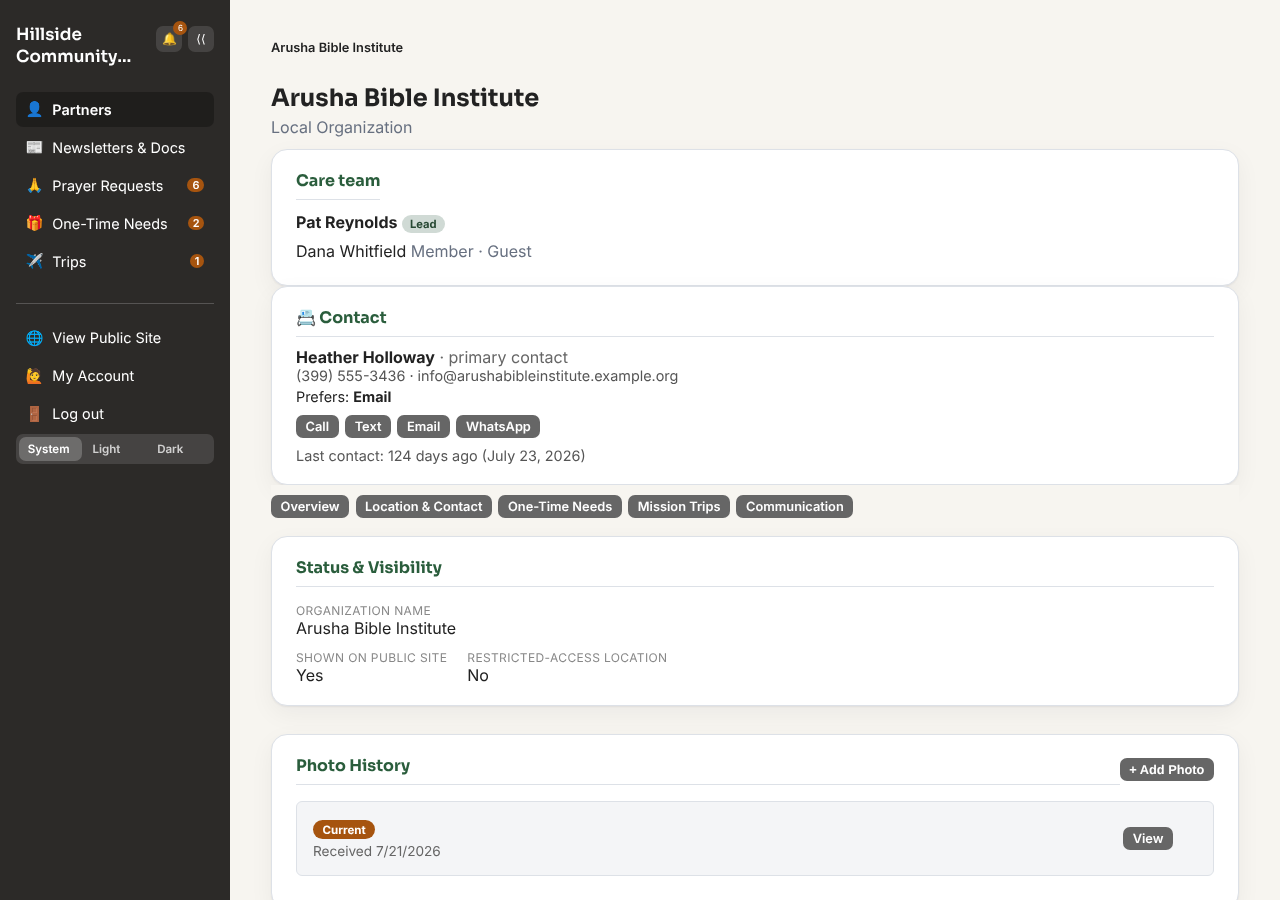 Hillside
Community...
6
⟨⟨
Partners
Newsletters & Docs
Prayer Requests 6
One-Time Needs 2
Trips 1
View Public Site
My Account
Log out
System Light Dark
Arusha Bible Institute
Arusha Bible Institute
Local Organization
Care team
Pat Reynolds Lead
Dana Whitfield Member · Guest
Contact
Heather Holloway · primary contact
(399) 555-3436 · info@arushabibleinstitute.example.org
Prefers: Email
Call Text Email WhatsApp
Last contact: 124 days ago (July 23, 2026)
Overview Location & Contact One-Time Needs Mission Trips Communication
Status & Visibility
ORGANIZATION NAME
Arusha Bible Institute
SHOWN ON PUBLIC SITE RESTRICTED-ACCESS LOCATION
Yes No
Photo History + Add Photo
Current
Received 7/21/2026
View